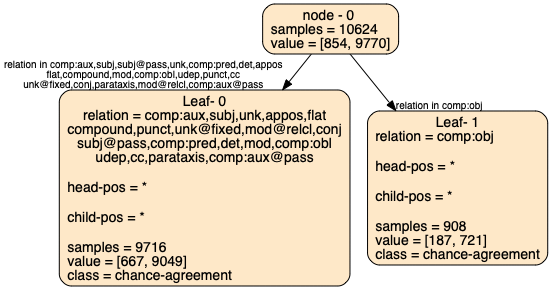 node - 0
samples = 10624
value = [854, 9770]
relation in comp:aux,subj,subj@pass,unk,comp:pred,det,appos
flat,compound,mod,comp:obl,udep,punct,cc
unk@fixed,conj,parataxis,mod@relcl,comp:aux@pass
relation in comp:obj
Leaf- 0
relation = comp:aux,subj,unk,appos,flat
compound,punct,unk@fixed,mod@relcl,conj
subj@pass,comp:pred,det,mod,comp:obl
udep,cc,parataxis,comp:aux@pass
head-pos = *
child-pos = *
samples = 9716
value = [667, 9049]
class = chance-agreement
Leaf- 1
relation = comp:obj
head-pos = *
child-pos = *
samples = 908
value = [187, 721]
class = chance-agreement